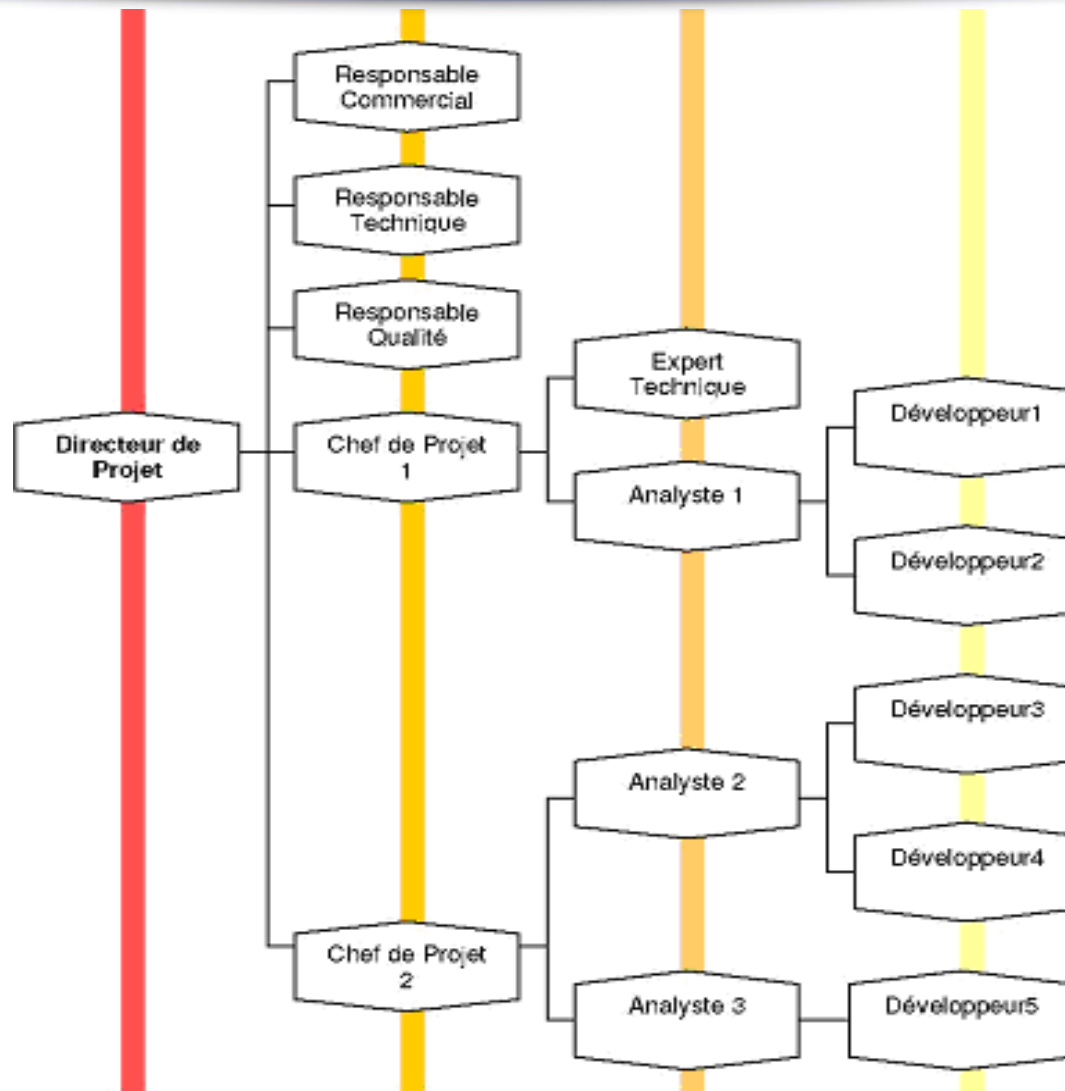 Responsable
Commercial
Responsable
Technique
Responsable
Qualité
Expert
Technique
Développeur1
Directeur de
Projet
Chef de Projet
1
Analyste 1
Développeur2
Développeur3
Analyste 2
Développeur4
Chef de Projet
2
Analyste 3
Développeur5